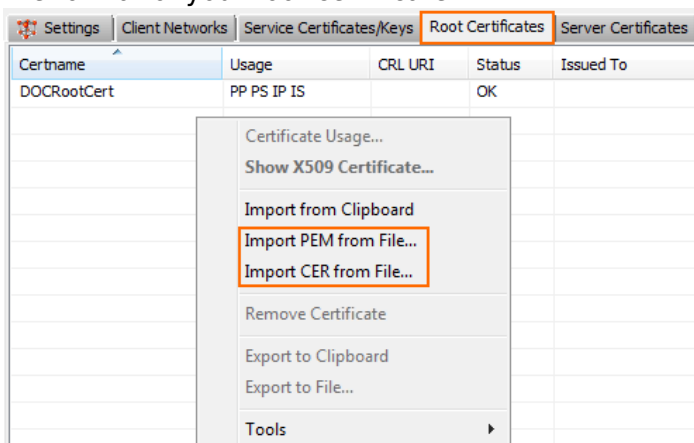 Settings Client Networks Service Certificates/Keys Root Certificates Server Certificates
Certname Usage CRL URI Status Issued To
DOCRootCert PP PS IP IS OK
Certificate Usage...
Show X509 Certificate...
Import from Clipboard
Import PEM from File...
Import CER from File...
Remove Certificate
Export to Clipboard
Export to File...
Tools